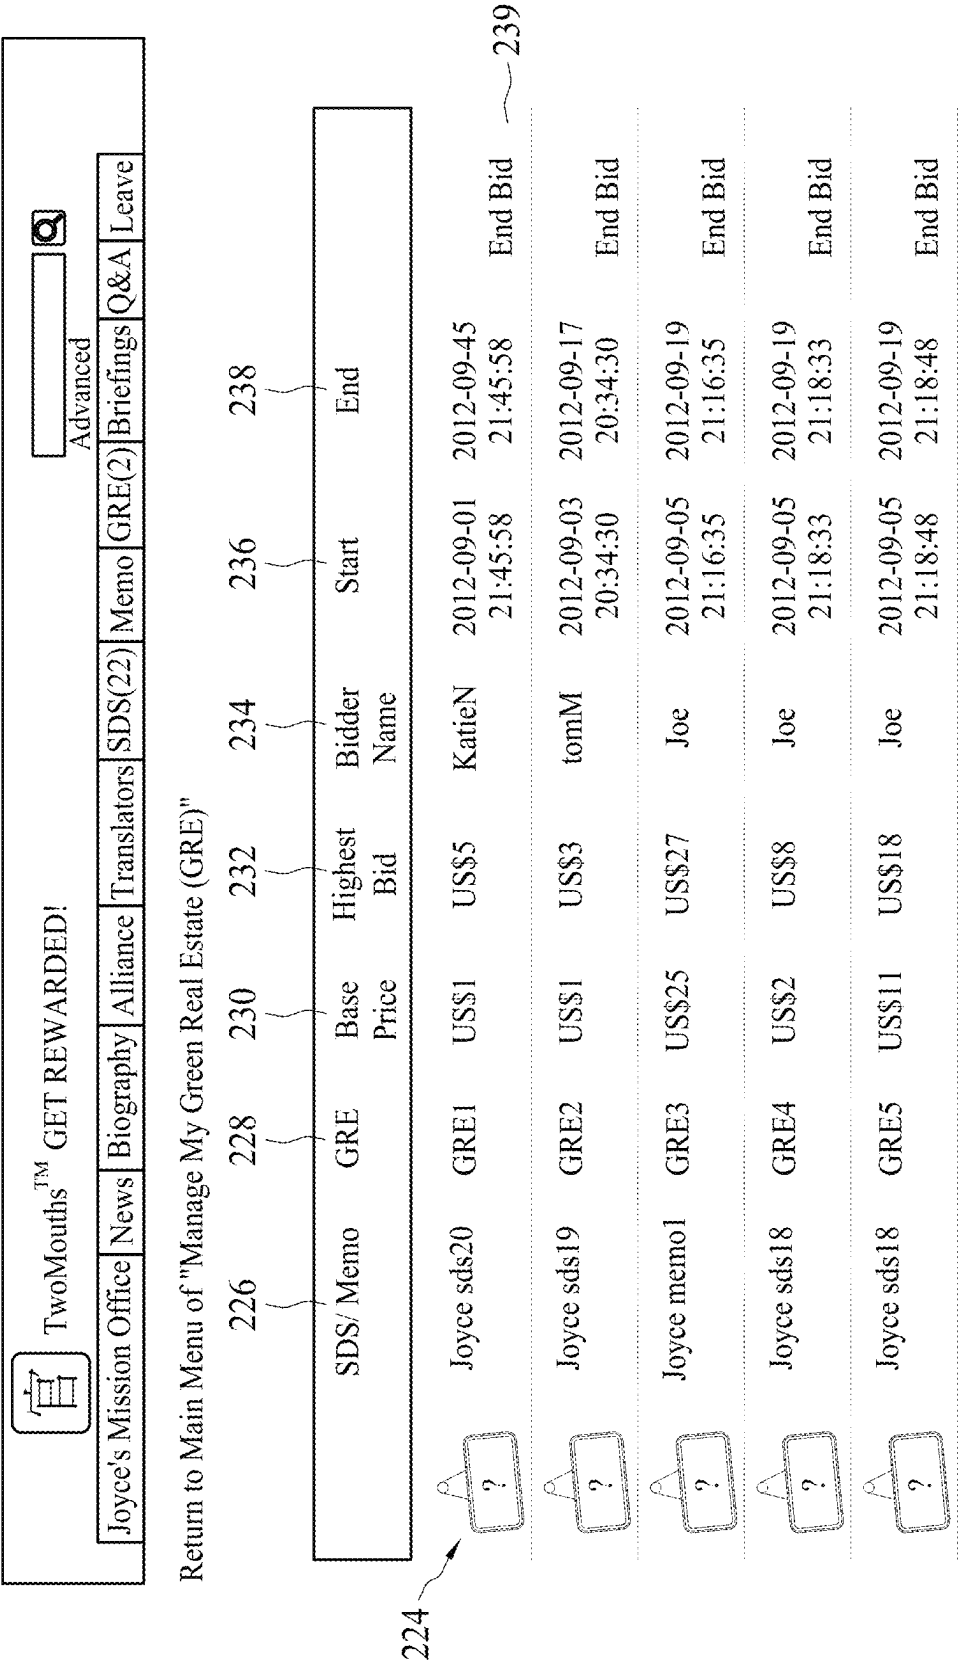 官 TwoMouths™ GET REWARDED!
Advanced
Joyce's Mission Office News Biography Alliance Translators SDS(22) Memo GRE(2) Briefings Q&A Leave
Return to Main Menu of "Manage My Green Real Estate (GRE)"
226 228 230 232 234 236 238
SDS/ Memo GRE Base Highest Bidder Start End
Price Bid Name
224
239
? Joyce sds20 GRE1 US$1 US$5 KatieN 2012-09-01 2012-09-45
21:45:58 21:45:58 End Bid
? Joyce sds19 GRE2 US$1 US$3 tomM 2012-09-03 2012-09-17
20:34:30 20:34:30 End Bid
? Joyce memo1 GRE3 US$25 US$27 Joe 2012-09-05 2012-09-19
21:16:35 21:16:35 End Bid
? Joyce sds18 GRE4 US$2 US$8 Joe 2012-09-05 2012-09-19
21:18:33 21:18:33 End Bid
? Joyce sds18 GRE5 US$11 US$18 Joe 2012-09-05 2012-09-19
21:18:48 21:18:48 End Bid